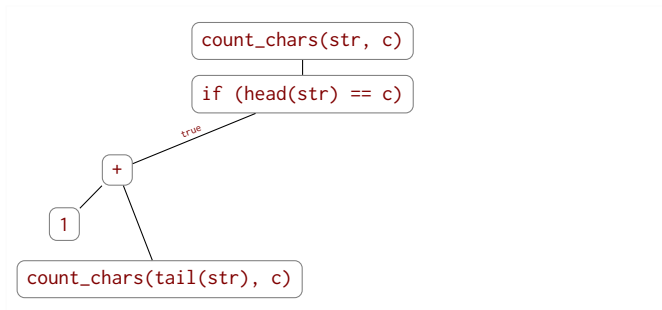 count_chars(str, c)
if (head(str) == c)
true
+
1
count_chars(tail(str), c)